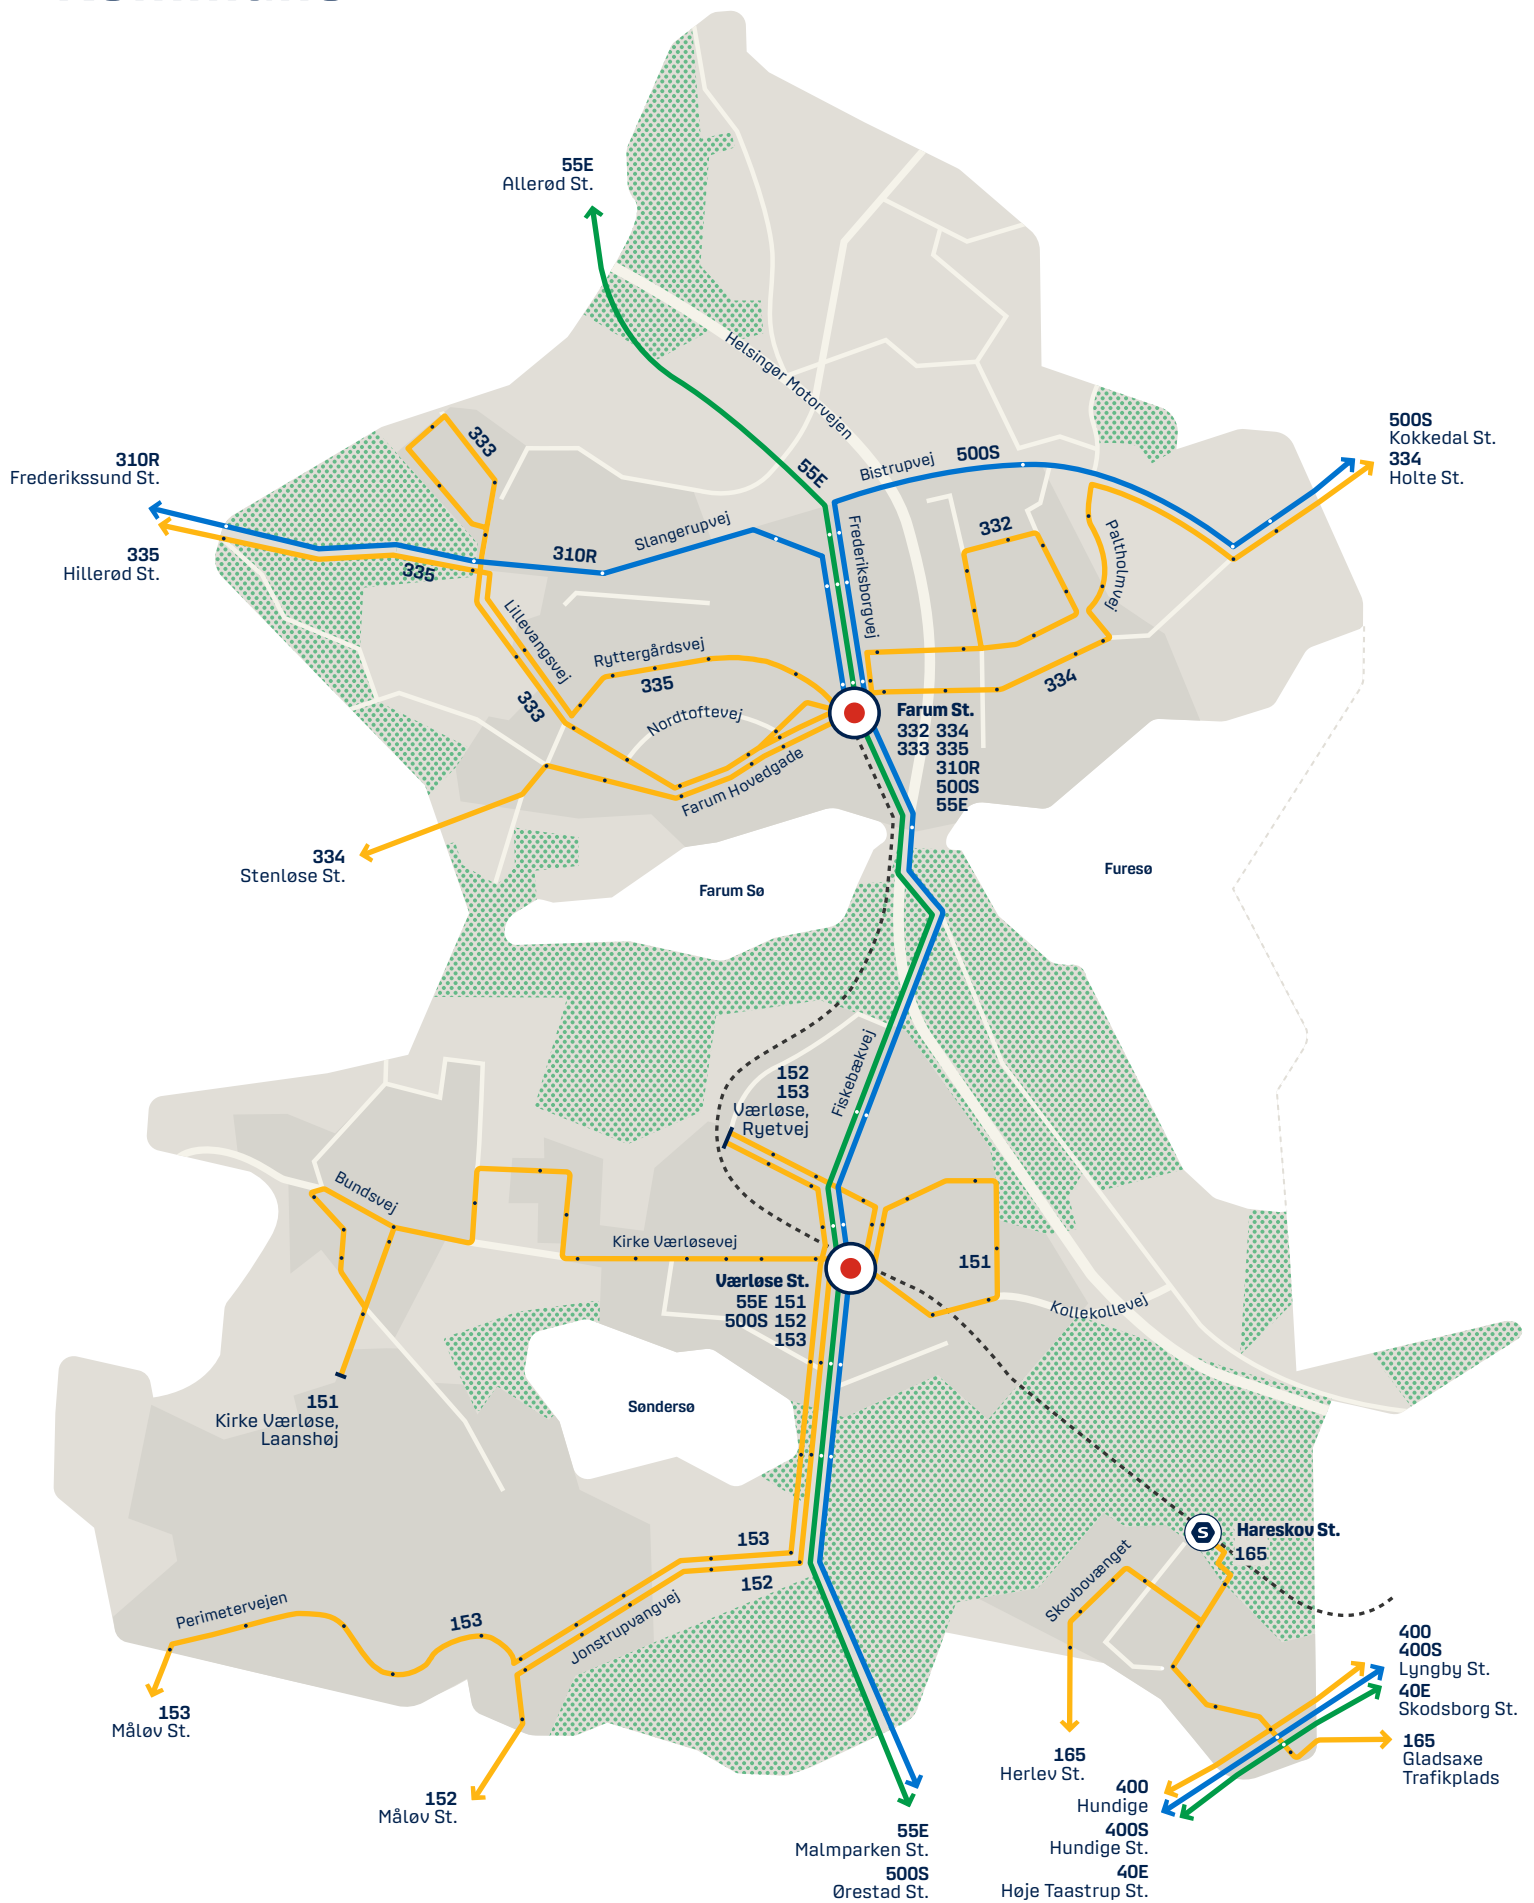 55E
Allerød St.
Helsingør Motorvejen
500S
Kokkedal St.
334
Holte St.
310R
Frederikssund St.
335
Hillerød St.
333
55E
Bistrupvej
500S
Slangerupvej
310R
335
Frederiksborgvej
332
Paltholmvej
Lillevangsvej
Ryttergårdsvej
335
333
334
Nordtoftevej
Farum Hovedgade
Farum St.
332 334
333 335
310R
500S
55E
334
Stenløse St.
Farum Sø
Furesø
Fiskebækvej
152
153
Værløse,
Ryetvej
Bundsvej
Kirke Værløsevej
151
Værløse St.
55E 151
500S 152
153
Kollekollevej
151
Kirke Værløse,
Laanshøj
Søndersø
Hareskov St.
165
153
152
Skovbovænget
Perimetervejen
153
Jonstrupvangvej
400
400S
Lyngby St.
40E
Skodsborg St.
153
Måløv St.
165
Gladsaxe
Trafikplads
165
Herlev St.
152
Måløv St.
400
Hundige
400S
Hundige St.
40E
Høje Taastrup St.
55E
Malmparken St.
500S
Ørestad St.